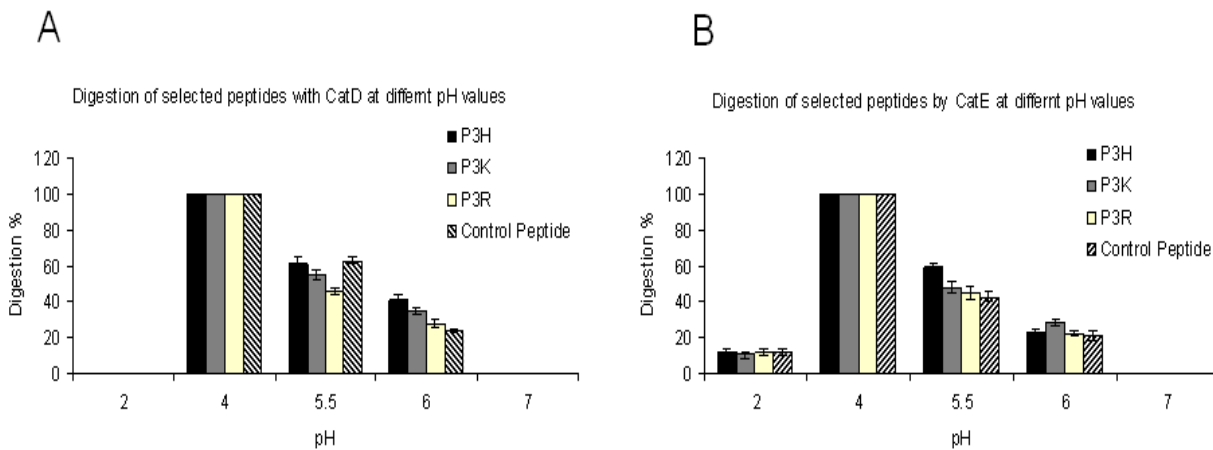 A
Digestion of selected peptides with CatD at differnt pH values
P3H
P3K
P3R
Control Peptide
Digestion %
120
100
80
60
40
20
0
2 4 5.5 6 7
pH
B
Digestion of selected peptides by CatE at differnt pH values
P3H
P3K
P3R
Control Peptide
Digestion %
120
100
80
60
40
20
0
2 4 5.5 6 7
pH